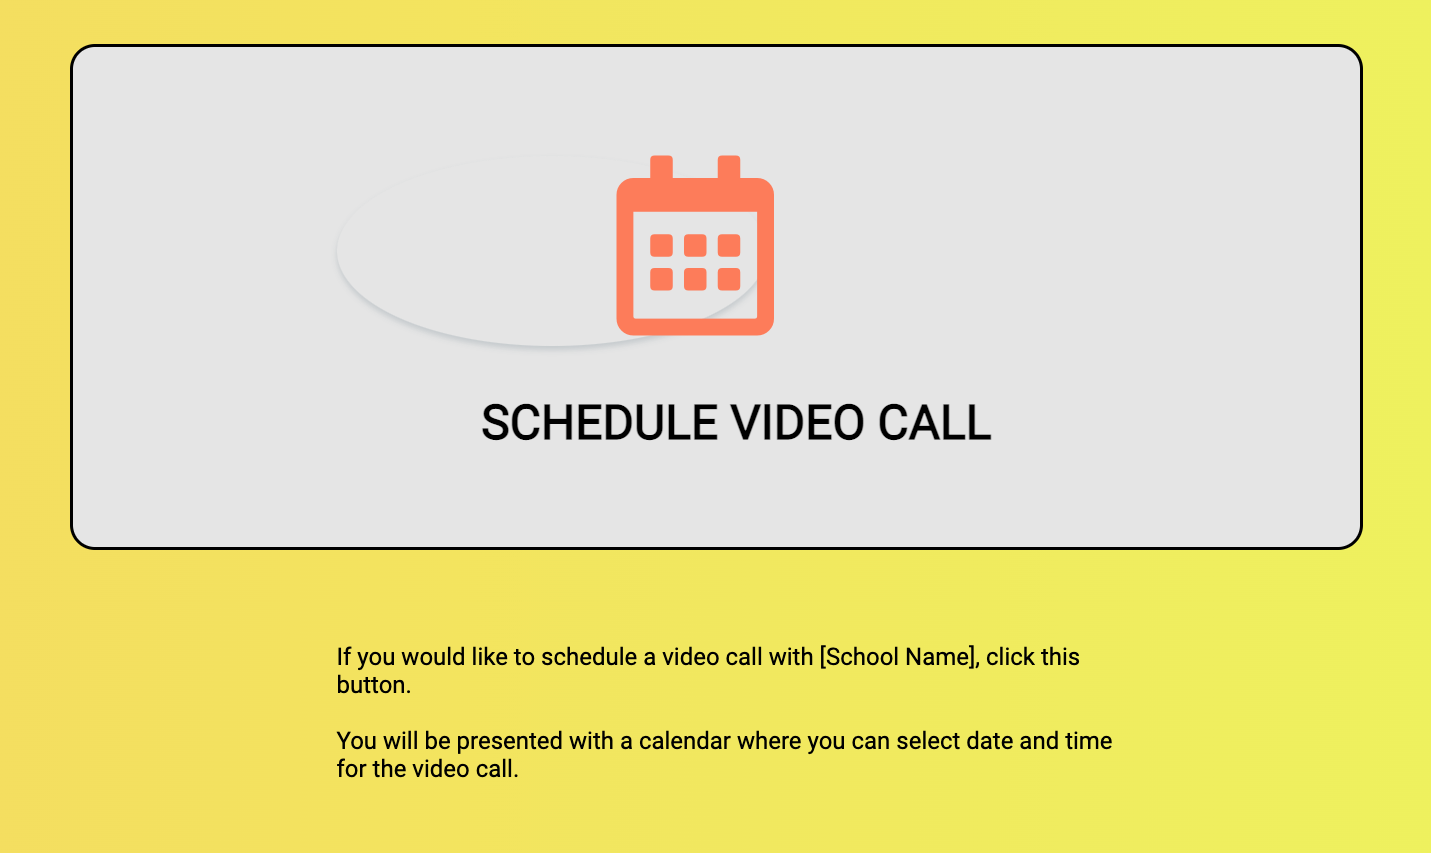 SCHEDULE VIDEO CALL
If you would like to schedule a video call with [School Name], click this
button.
You will be presented with a calendar where you can select date and time
for the video call.